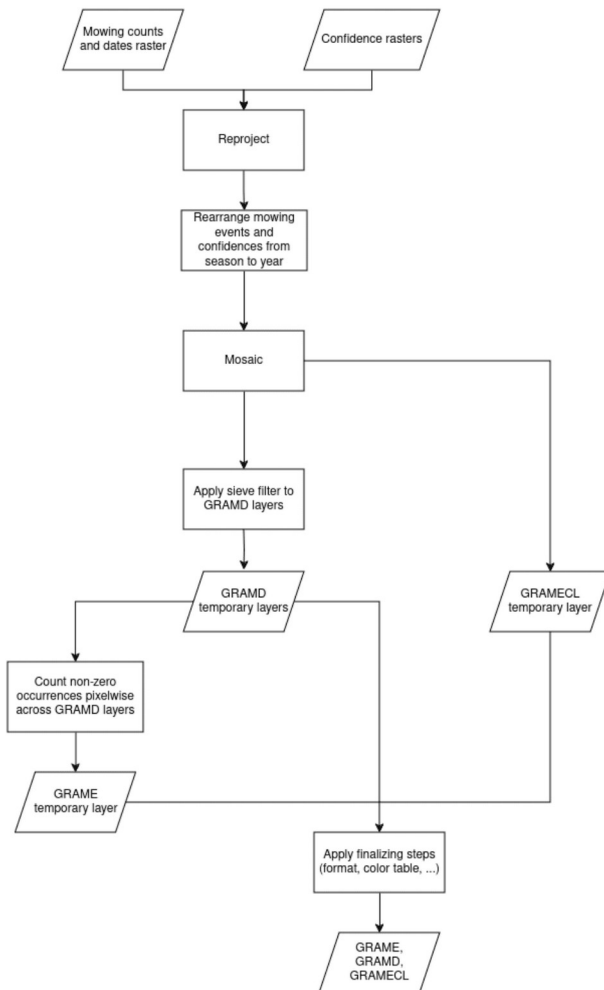 Mowing counts
and dates raster
Confidence rasters
Reproject
Rearrange mowing
events and
confidences from
season to year
Mosaic
Apply sieve filter to
GRAMD layers
GRAMD
temporary layers
GRAMECL
temporary layer
Count non-zero
occurrences pixelwise
across GRAMD layers
GRAME
temporary layer
Apply finalizing steps
(format, color table, ...)
GRAME,
GRAMD,
GRAMECL